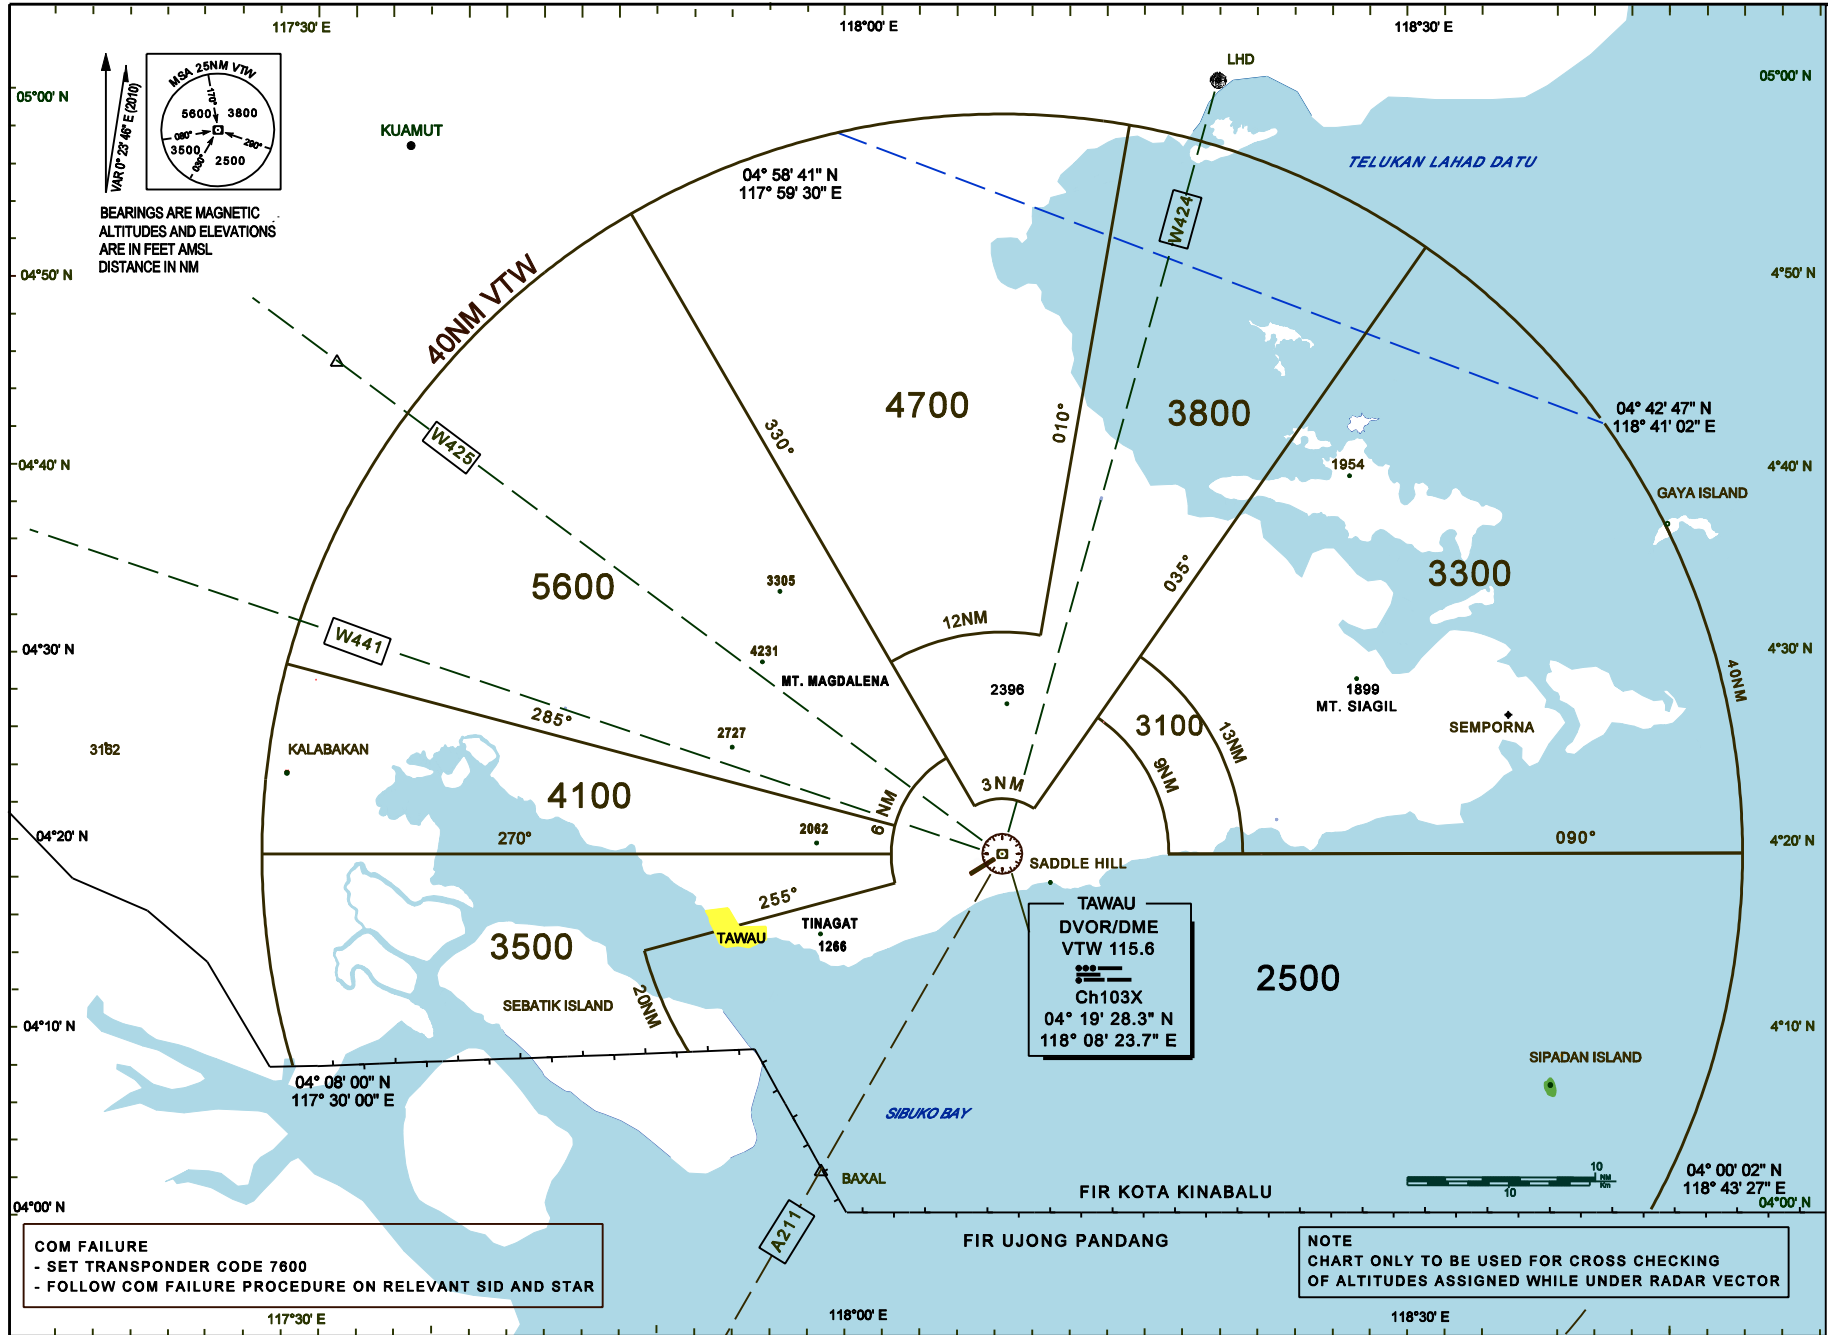 117°30' E
118°00' E
118°30' E
LHD
05°00' N
MSA 25NM VTW
170°
5600
3800
080°
290°
3500
2500
030°
VAR 0° 23' 46" E (2010)
KUAMUT
05°00' N
TELUKAN LAHAD DATU
04° 58' 41" N
117° 59' 30" E
BEARINGS ARE MAGNETIC
ALTITUDES AND ELEVATIONS
ARE IN FEET AMSL
DISTANCE IN NM
W424
04°50' N
4°50' N
40NM VTW
4700
3800
330°
010°
04° 42' 47" N
118° 41' 02" E
W425
04°40' N
1954
4°40' N
GAYA ISLAND
5600
3305
035°
3300
12NM
W441
04°30' N
4231
MT. MAGDALENA
4°30' N
2396
1899
MT. SIAGIL
40NM
285°
2727
3100
13NM
SEMPORNA
3162
KALABAKAN
9NM
4100
3NM
6 NM
04°20' N
270°
2062
090°
4°20' N
SADDLE HILL
255°
TAWAU
DVOR/DME
VTW 115.6
Ch103X
04° 19' 28.3" N
118° 08' 23.7" E
TINAGAT
1266
TAWAU
3500
2500
SEBATIK ISLAND
20NM
04°10' N
4°10' N
SIPADAN ISLAND
04° 08' 00" N
117° 30' 00" E
SIBUKO BAY
BAXAL
10
NM
Km
10
04° 00' 02" N
118° 43' 27" E
FIR KOTA KINABALU
04°00' N
04°00' N
A211
FIR UJONG PANDANG
COM FAILURE
- SET TRANSPONDER CODE 7600
- FOLLOW COM FAILURE PROCEDURE ON RELEVANT SID AND STAR
NOTE
CHART ONLY TO BE USED FOR CROSS CHECKING
OF ALTITUDES ASSIGNED WHILE UNDER RADAR VECTOR
117°30' E
118°00' E
118°30' E